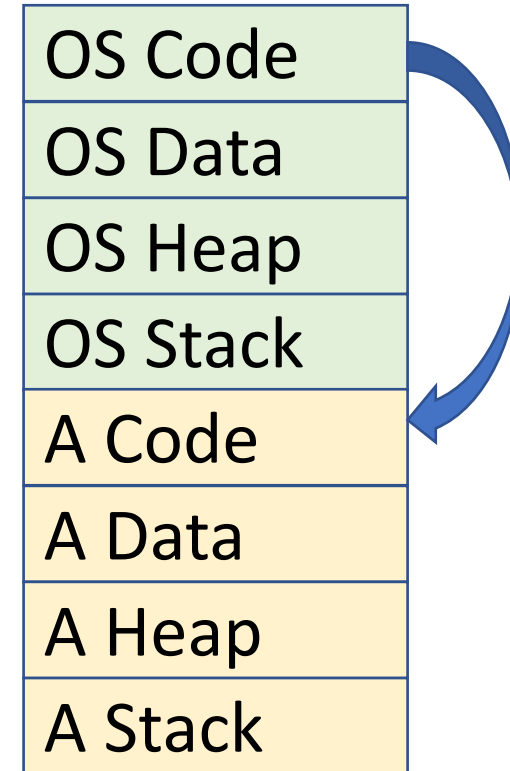 OS Code
OS Data
OS Heap
OS Stack
A Code
A Data
A Heap
A Stack